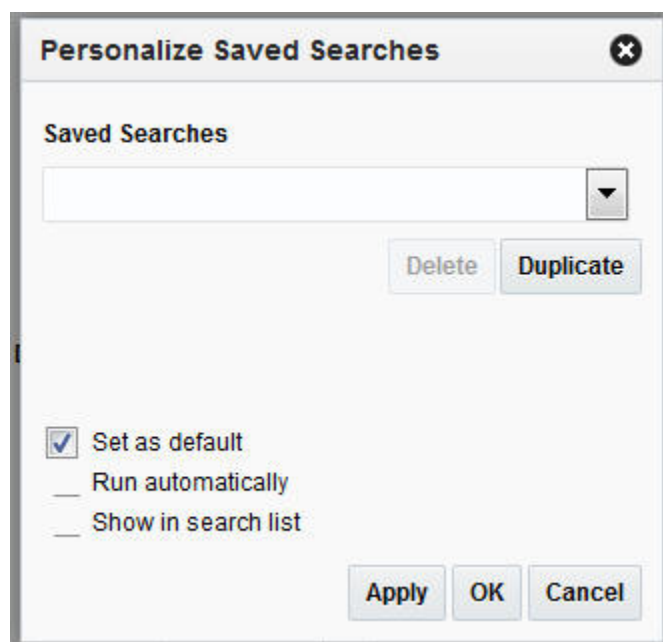 Personalize Saved Searches
Saved Searches
Delete Duplicate
Set as default
Run automatically
Show in search list
Apply OK Cancel